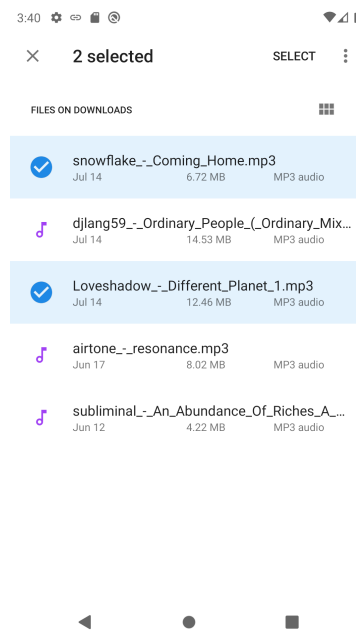 3:40
2 selected
SELECT
FILES ON DOWNLOADS
snowflake_-_Coming_Home.mp3
Jul 14 6.72 MB MP3 audio
djlang59_-_Ordinary_People_(_Ordinary_Mix...
Jul 14 14.53 MB MP3 audio
Loveshadow_-_Different_Planet_1.mp3
Jul 14 12.46 MB MP3 audio
airtone_-_resonance.mp3
Jun 17 8.02 MB MP3 audio
subliminal_-_An_Abundance_Of_Riches_A_...
Jun 12 4.22 MB MP3 audio